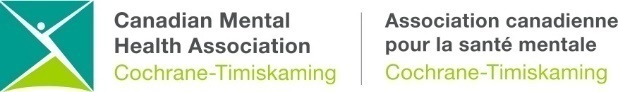 Canadian Mental
Health Association
Cochrane-Timiskaming
Association canadienne
pour la santé mentale
Cochrane-Timiskaming